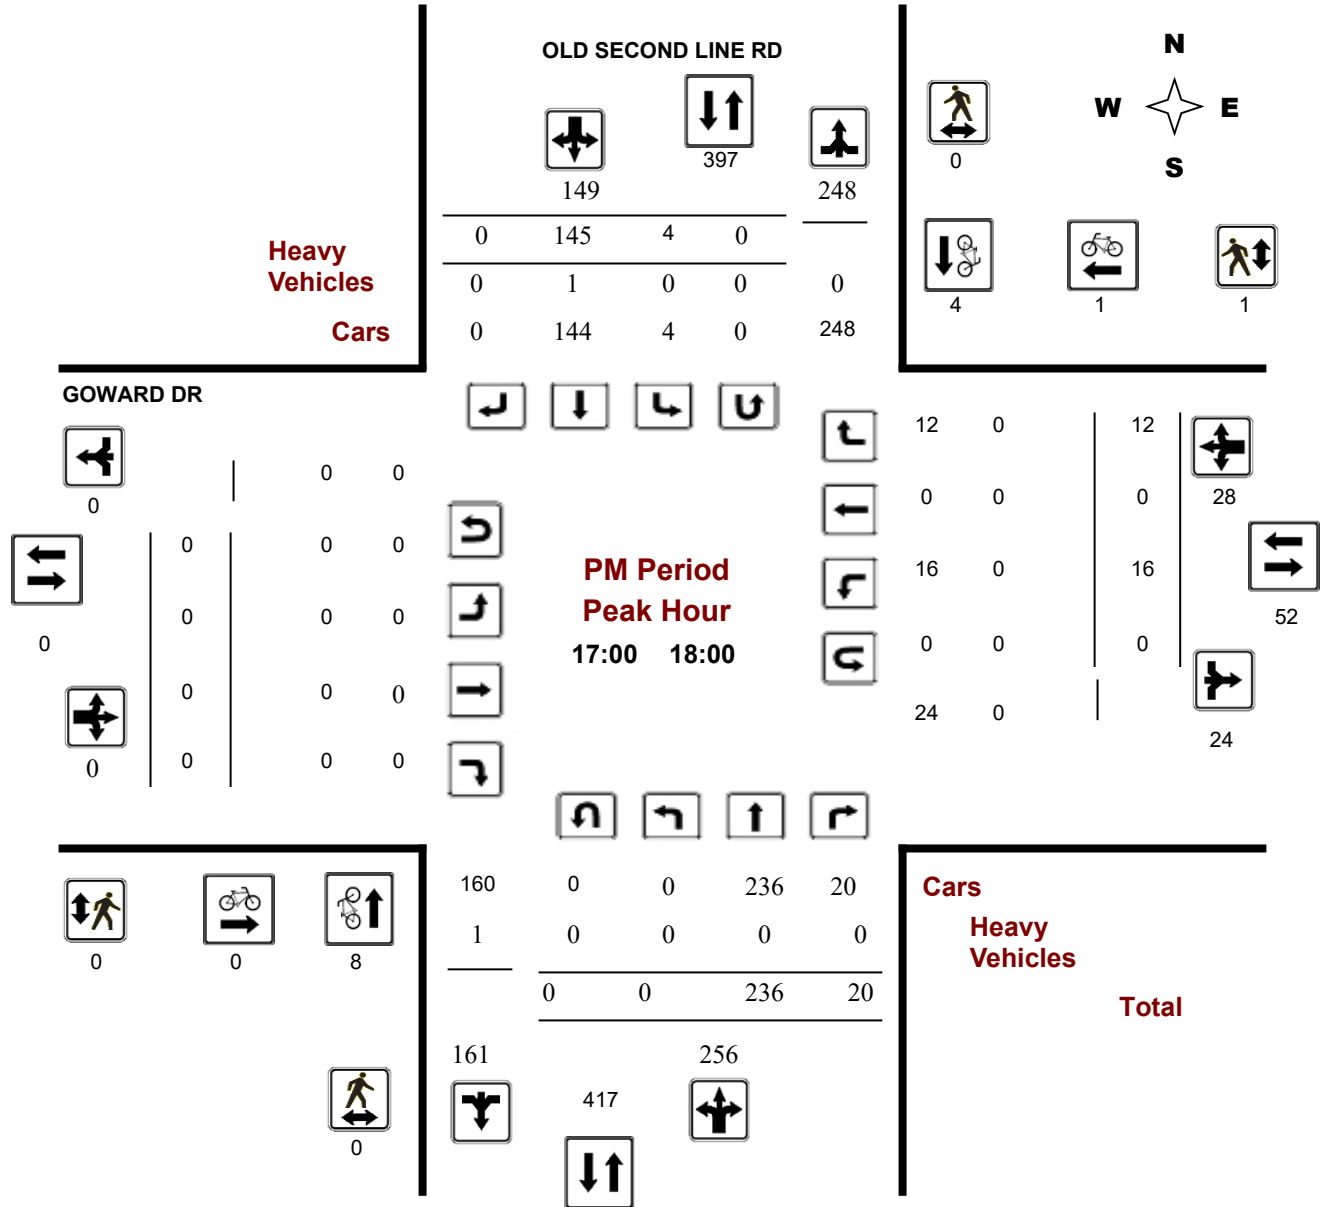 OLD SECOND LINE RD
N
W E
S
397
0
149 248
0 145 4 0
Heavy
Vehicles
0 1 0 0 0
4 1 1
Cars
0 144 4 0 248
GOWARD DR
12 0 12
0 0 0
0 0 0 28
0 0 0
PM Period
Peak Hour
17:00 18:00
16 0 16
0 0 0
52
0
0 0 0
0 0 0
24 0
24
0
0 0 0
160 0 0 236 20
Cars
1 0 0 0 0
Heavy
Vehicles
0 0 8
0 0 236 20
Total
161 256
417
0